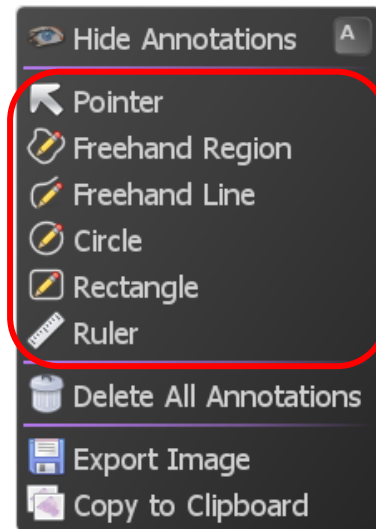 Hide Annotations A
Pointer
Freehand Region
Freehand Line
Circle
Rectangle
Ruler
Delete All Annotations
Export Image
Copy to Clipboard